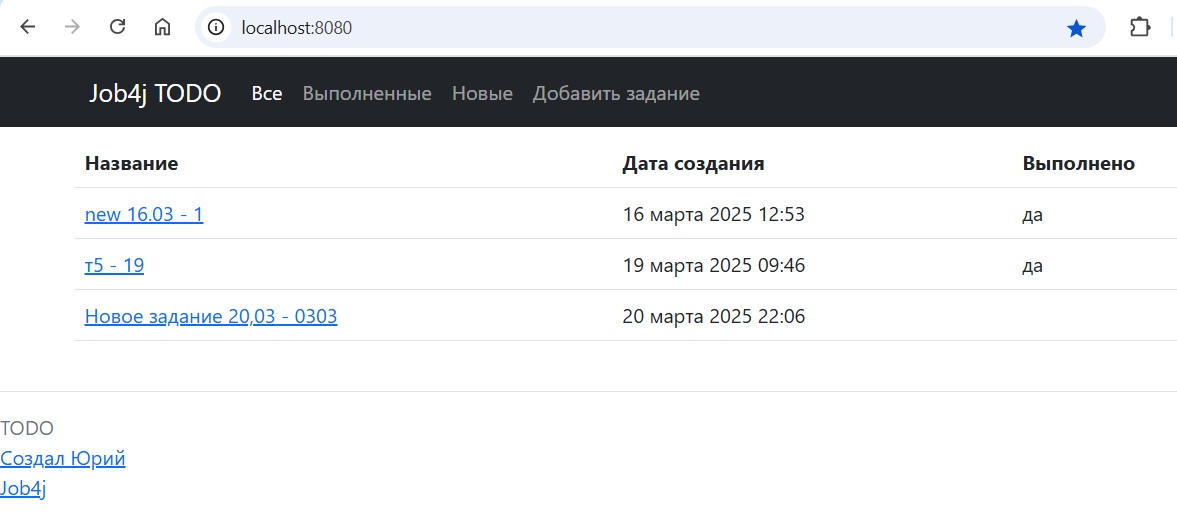 localhost:8080
Job4j TODO Все Выполненные Новые Добавить задание
Название Дата создания Выполнено
new 16.03 - 1 16 марта 2025 12:53 да
т5 - 19 19 марта 2025 09:46 да
Новое задание 20,03 - 0303 20 марта 2025 22:06
TODO
Создал Юрий
Job4j